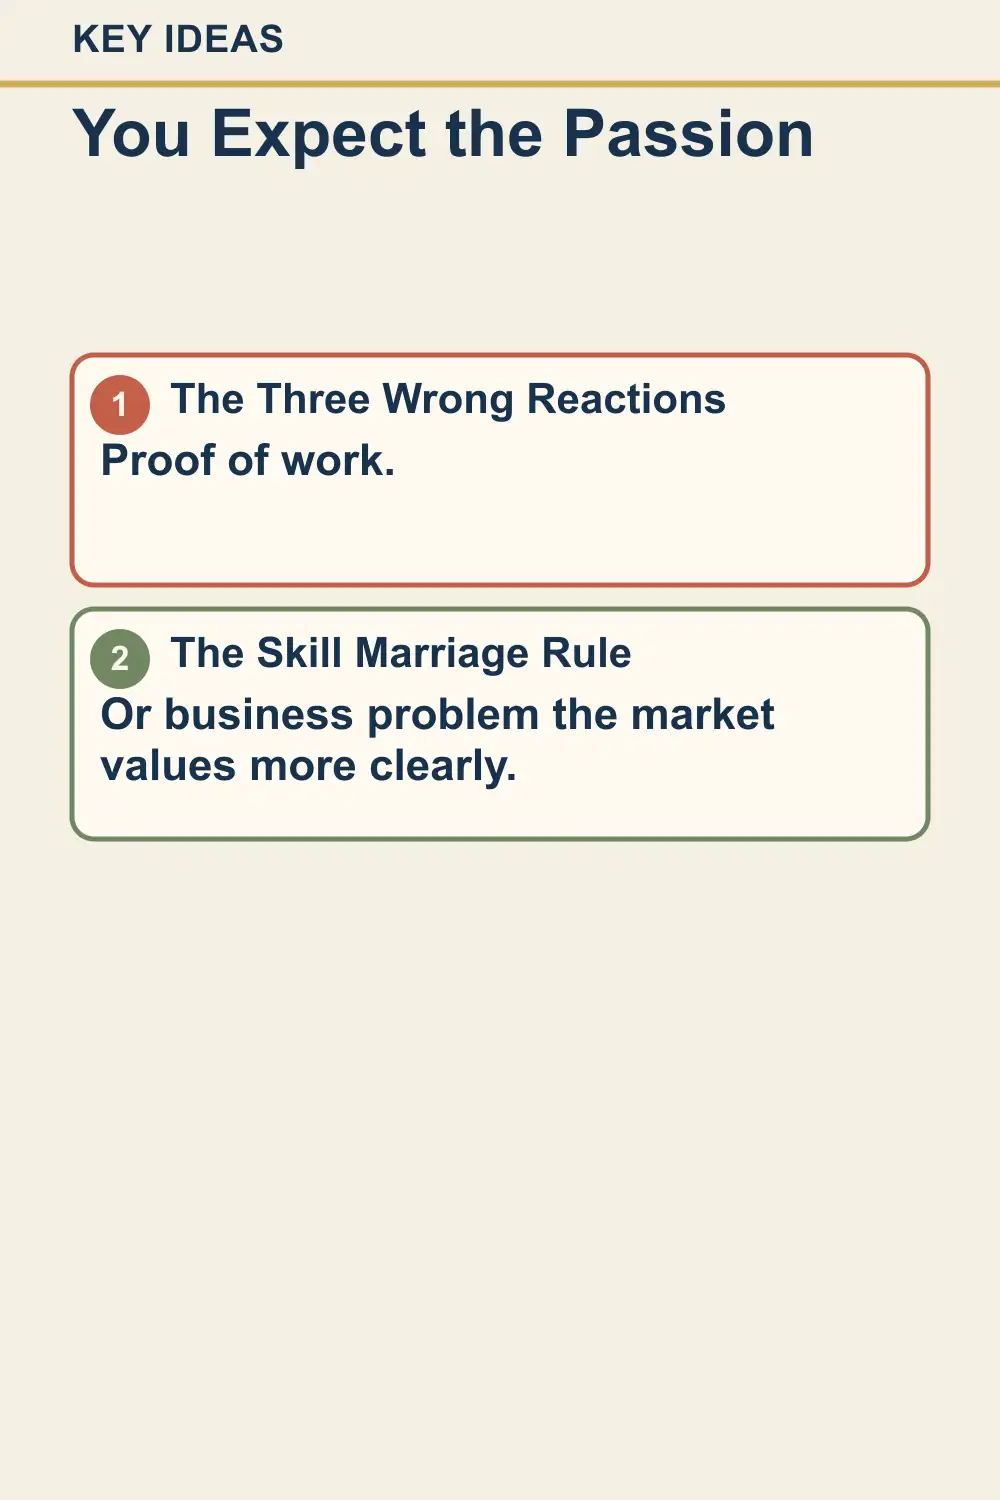 KEY IDEAS
You Expect the Passion
1 The Three Wrong Reactions
Proof of work.
2 The Skill Marriage Rule
Or business problem the market
values more clearly.